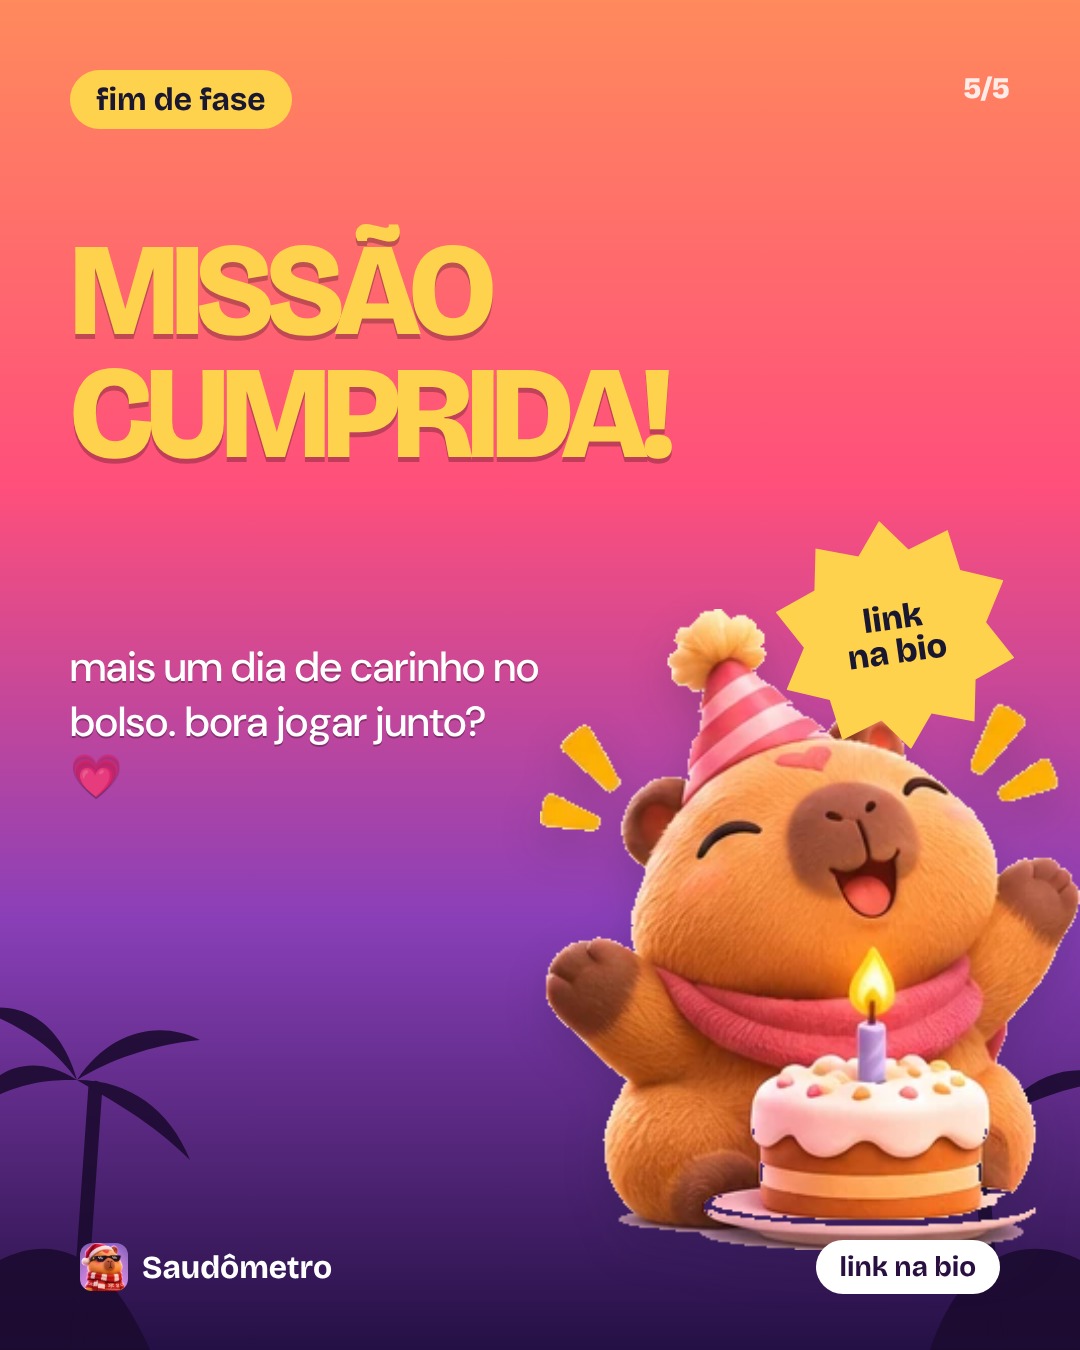 fim de fase
5/5
MISSÃO
CUMPRIDA!
link
na bio
mais um dia de carinho no
bolso. bora jogar junto?
💗
Saudômetro
link na bio